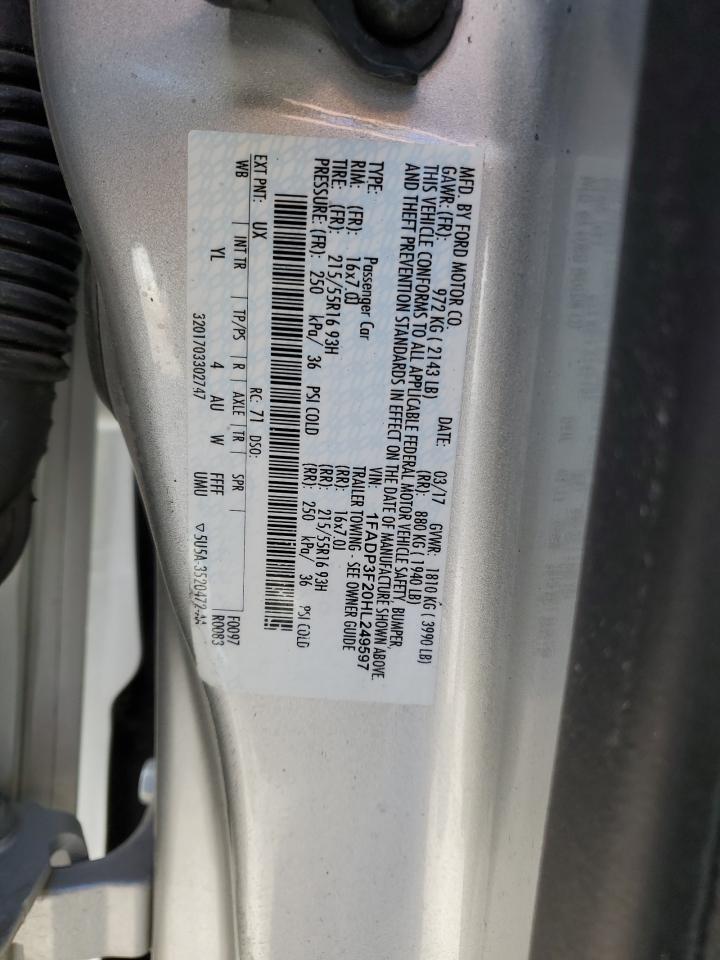 MFD. BY FORD MOTOR CO.
DATE: 03/17 GVWR: 1810 KG ( 3990 LB)
GAWR: (FR): 972 KG ( 2143 LB) (RR): 880 KG ( 1940 LB)
THIS VEHICLE CONFORMS TO ALL APPLICABLE FEDERAL MOTOR VEHICLE SAFETY, BUMPER,
AND THEFT PREVENTION STANDARDS IN EFFECT ON THE DATE OF MANUFACTURE SHOWN ABOVE.
VIN: 1FADP3F20HL249597
TYPE: Passenger Car TRAILER TOWING - SEE OWNER GUIDE
RIM: (FR): 16x7.0J (RR): 16x7.0J
TIRE: (FR): 215/55R16 93H (RR): 215/55R16 93H
PRESSURE: (FR): 250 kPa/ 36 PSI COLD (RR): 250 kPa/ 36 PSI COLD
EXT PNT: UX RC: 71 DSO: F0097
WB INT TR TP/PS R AXLE TR SPR R0083
YL 4 AU W FFFF
3201703302747 UMU 5U5A-3520472-AA